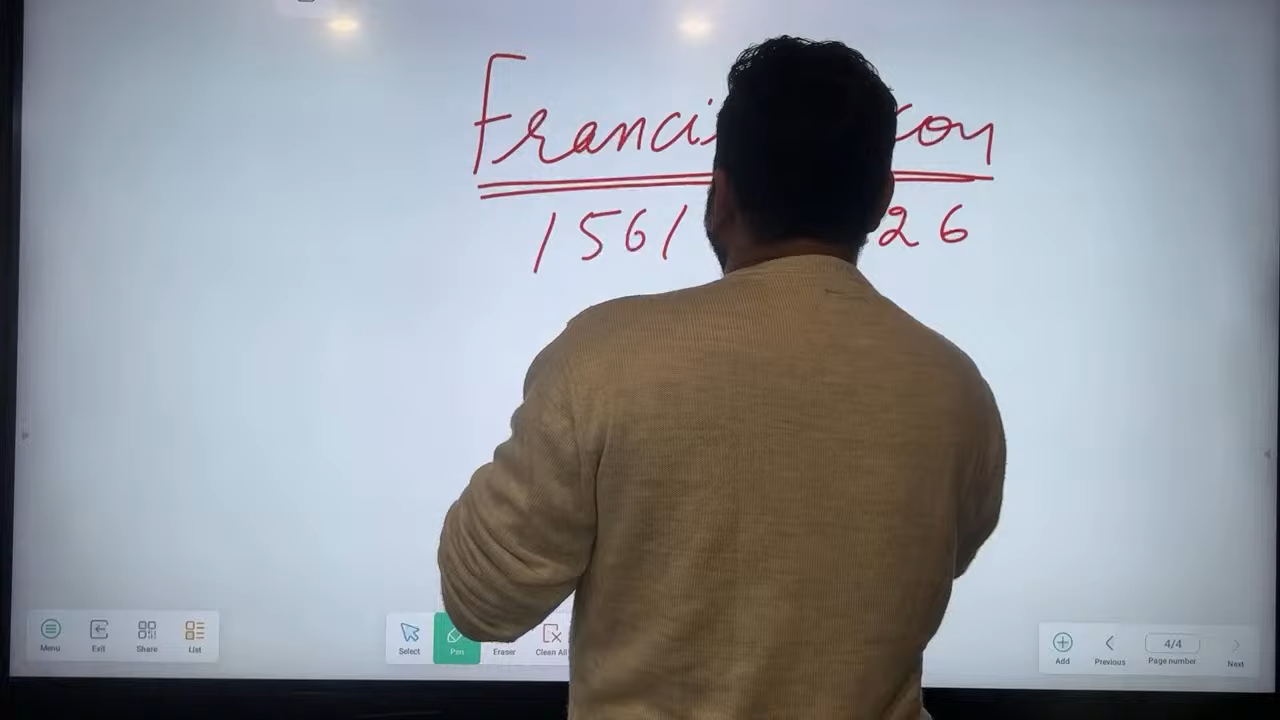 Franci con
1561 26
Menu Exit Share List
Select Pen Eraser Clean All
Add Previous 4/4 Page number Next